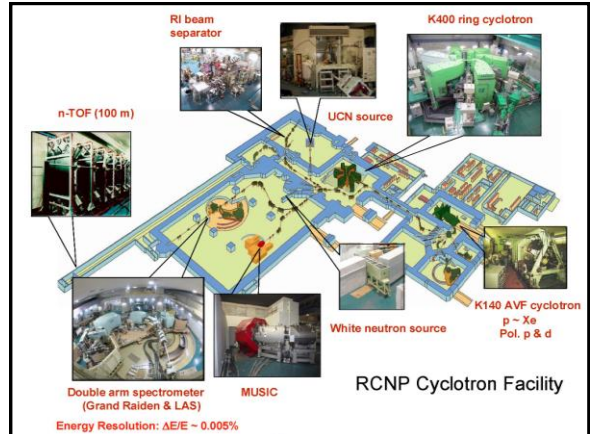 RI beam
separator
K400 ring cyclotron
n-TOF (100 m)
UCN source
White neutron source
K140 AVF cyclotron
p ~ Xe
Pol. p & d
Double arm spectrometer
(Grand Raiden & LAS)
MUSIC
RCNP Cyclotron Facility
Energy Resolution: ΔE/E ~ 0.005%